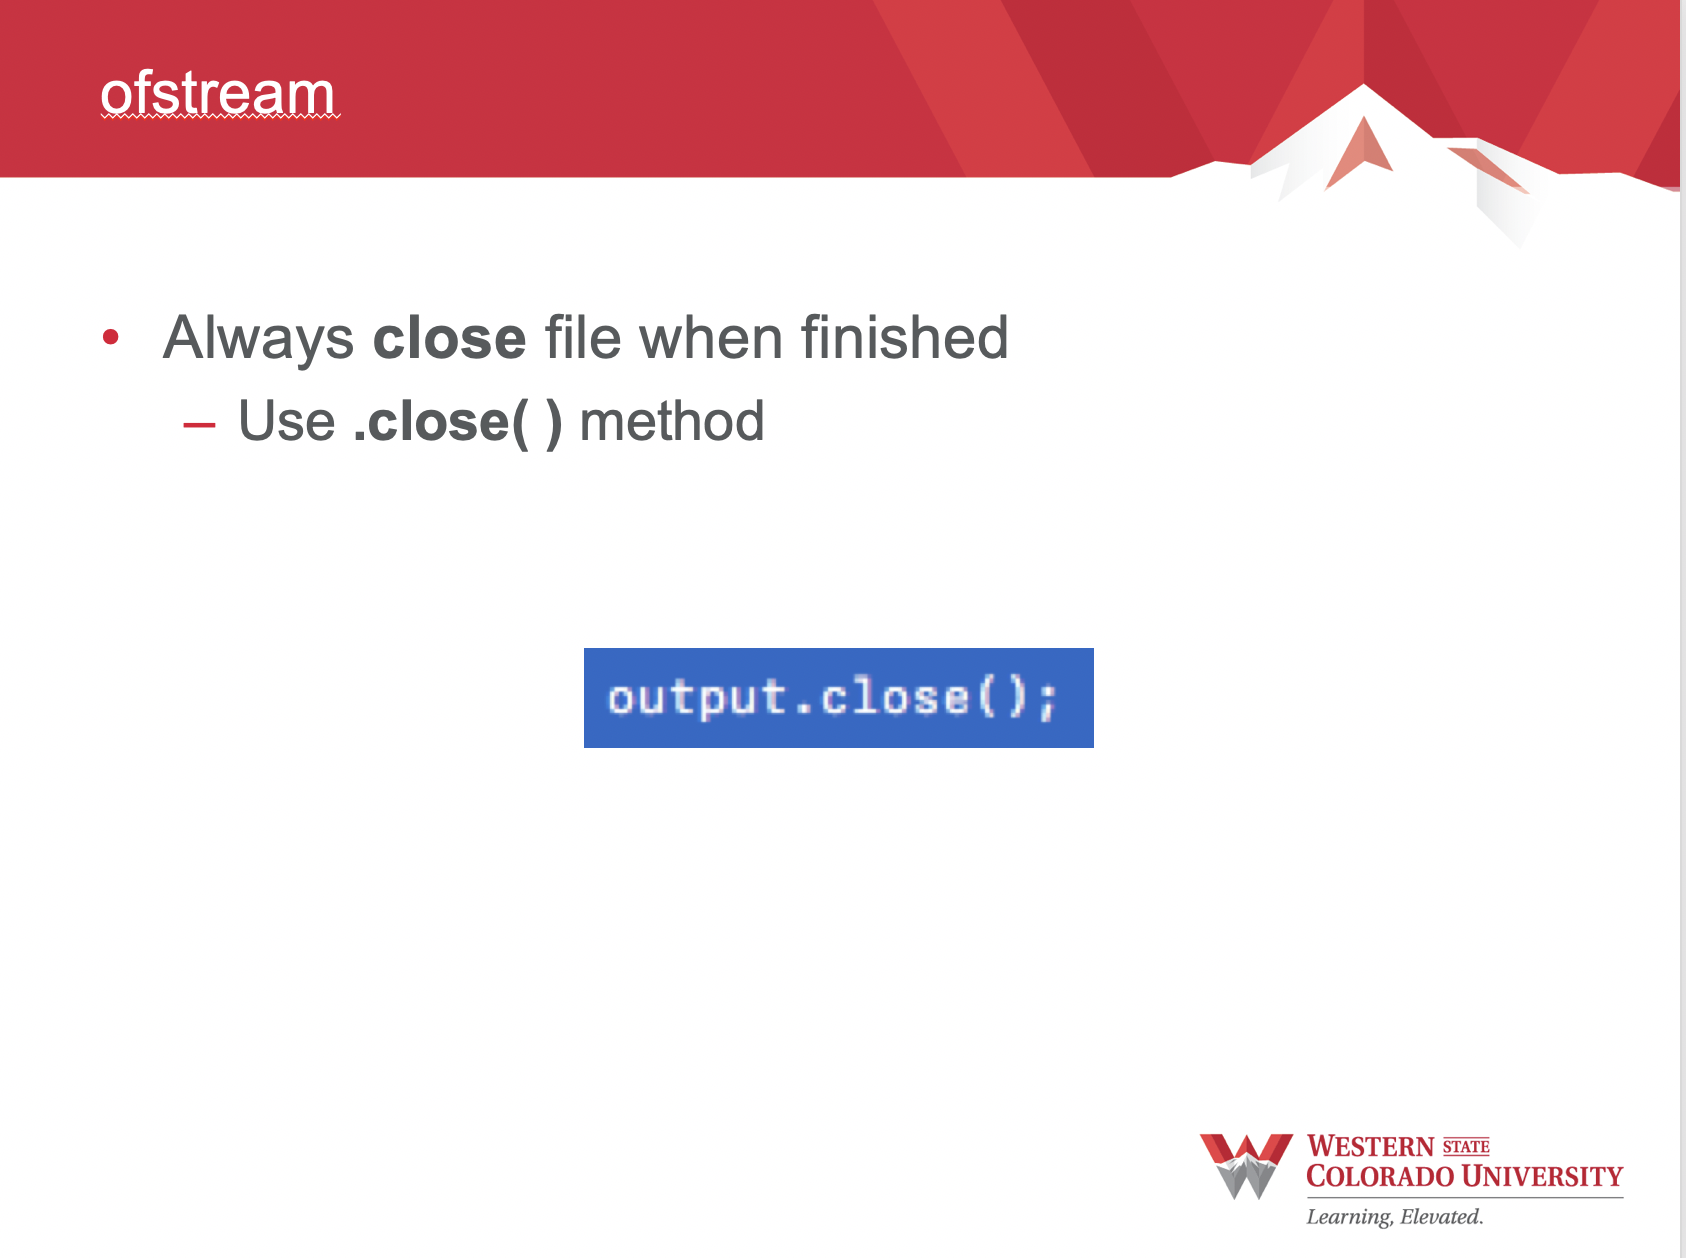 ofstream
• Always close file when finished
– Use .close( ) method
output.close();
WESTERN STATE
COLORADO UNIVERSITY
Learning, Elevated.